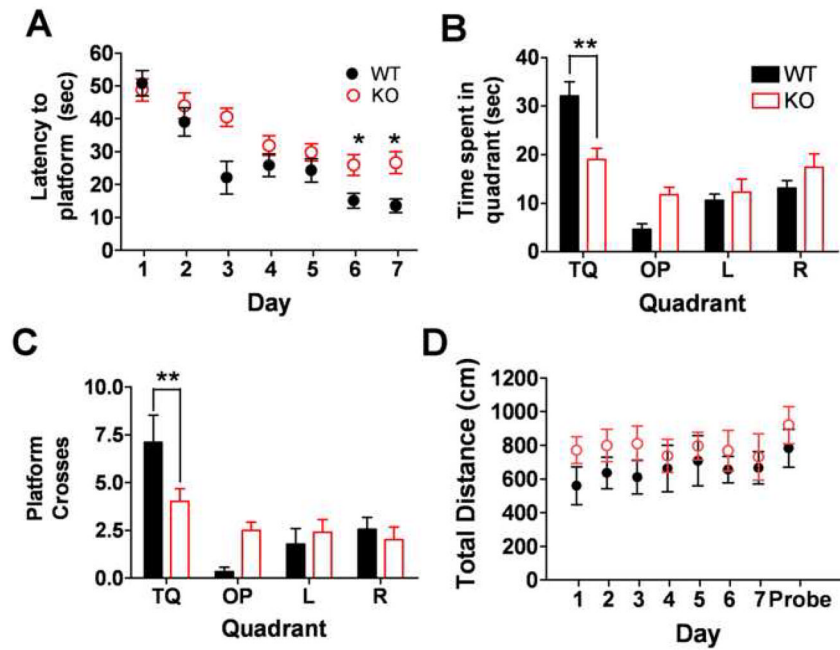 A
Latency to
platform (sec)
60
50
40
30
20
10
0
WT
KO
* *
1 2 3 4 5 6 7
Day
B
Time spent in
quadrant (sec)
40
30
20
10
0
**
WT
KO
TQ OP L R
Quadrant
C
Platform
Crosses
10.0
7.5
5.0
2.5
0.0
**
TQ OP L R
Quadrant
D
Total Distance (cm)
1200
1000
800
600
400
200
0
1 2 3 4 5 6 7 Probe
Day